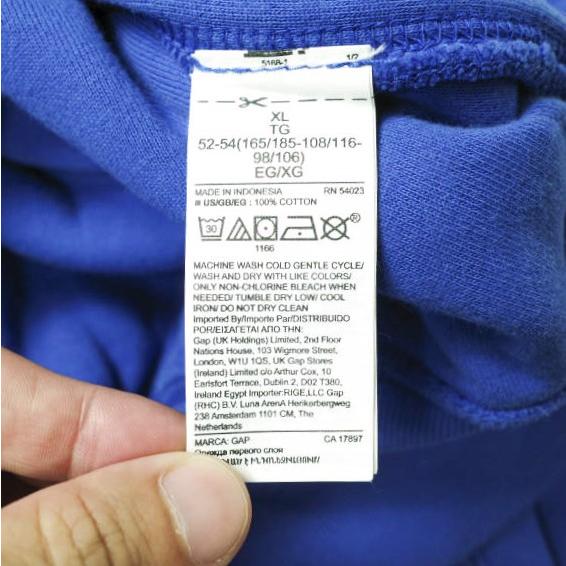 5168-1 1/2
XL
TG
52-54(165/185-108/116-
98/106)
EG/XG
MADE IN INDONESIA RN 54023
US/GB/EG : 100% COTTON
30
1166
MACHINE WASH COLD GENTLE CYCLE/
WASH AND DRY WITH LIKE COLORS/
ONLY NON-CHLORINE BLEACH WHEN
NEEDED/ TUMBLE DRY LOW/ COOL
IRON/ DO NOT DRY CLEAN
Imported By/Importe Par/DISTRIBUIDO
POR/ΕΙΣΑΓΕΤΑΙ ΑΠΟ ΤΗΝ:
Gap (UK Holdings) Limited, 2nd Floor
Nations House, 103 Wigmore Street,
London, W1U 1QS, UK Gap Stores
(Ireland) Limited c/o Arthur Cox, 10
Earlsfort Terrace, Dublin 2, D02 T380,
Ireland Egypt Importer:RIGE,LLC Gap
(RHC) B.V. Luna ArenA Herikerbergweg
238 Amsterdam 1101 CM, The
Netherlands
MARCA: GAP CA 17897
Одежда первого слоя